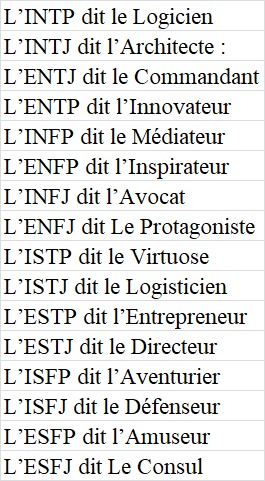 L’INTP dit le Logicien
L’INTJ dit l’Architecte :
L’ENTJ dit le Commandant
L’ENTP dit l’Innovateur
L’INFP dit le Médiateur
L’ENFP dit l’Inspirateur
L’INFJ dit l’Avocat
L’ENFJ dit Le Protagoniste
L’ISTP dit le Virtuose
L’ISTJ dit le Logisticien
L’ESTP dit l’Entrepreneur
L’ESTJ dit le Directeur
L’ISFP dit l’Aventurier
L’ISFJ dit le Défenseur
L’ESFP dit l’Amuseur
L’ESFJ dit Le Consul